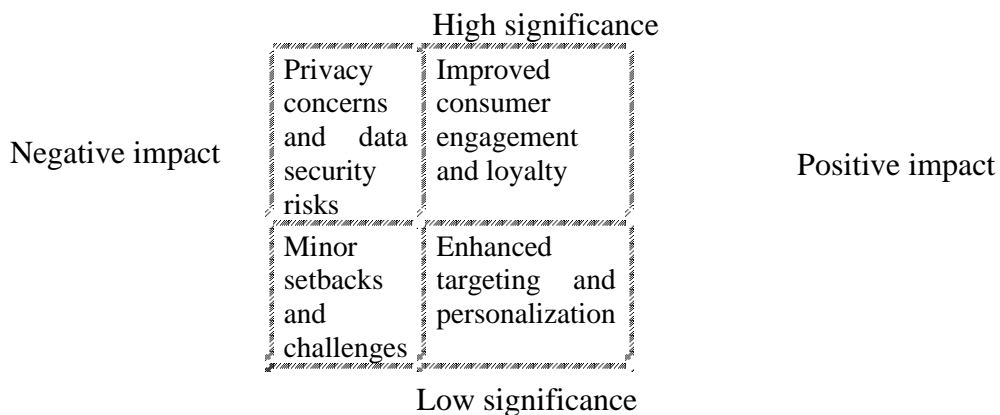 High significance
Negative impact
Privacy
concerns
and data
security
risks
Improved
consumer
engagement
and loyalty
Positive impact
Minor
setbacks
and
challenges
Enhanced
targeting and
personalization
Low significance